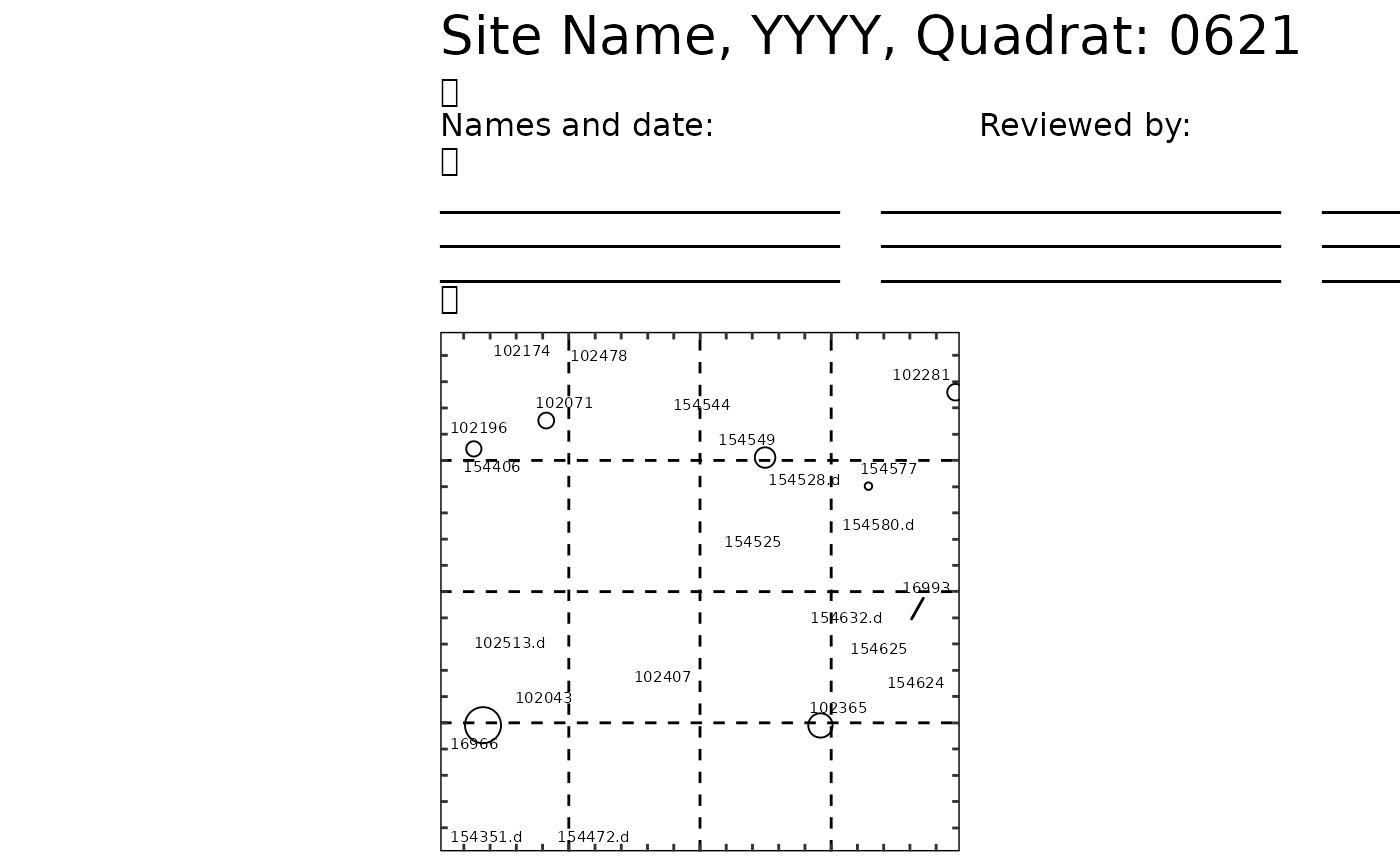 Site Name, YYYY, Quadrat: 0621
Names and date: Reviewed by:
102174
102478
102281
102071
154544
102196
154549
154406
154577
154528.d
154580.d
154525
16993
154632.d
102513.d
154625
102407
154624
102043
102365
16966
154351.d
154472.d